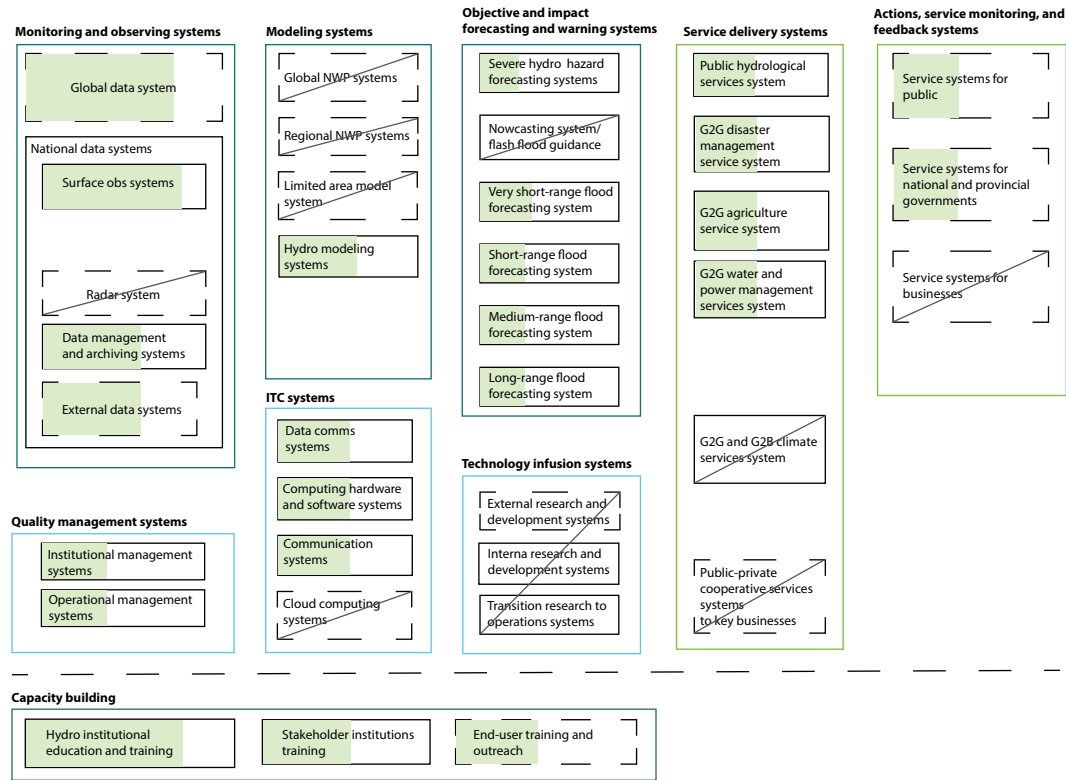 Monitoring and observing systems
Global data system
National data systems
Surface obs systems
Radar system
Data management
and archiving systems
External data systems
Quality management systems
Institutional management
systems
Operational management
systems
Modeling systems
Global NWP systems
Regional NWP systems
Limited area model
system
Hydro modeling
systems
ITC systems
Data comms
systems
Computing hardware
and software systems
Communication
systems
Cloud computing
systems
Objective and impact
forecasting and warning systems
Severe hydro hazard
forecasting systems
Nowcasting system/
flash flood guidance
Very short-range flood
forecasting system
Short-range flood
forecasting system
Medium-range flood
forecasting system
Long-range flood
forecasting system
Technology infusion systems
External research and
development systems
Interna research and
development systems
Transition research to
operations systems
Service delivery systems
Public hydrological
services system
G2G disaster
management
service system
G2G agriculture
service system
G2G water and
power management
services system
G2G and G2B climate
services system
Public-private
cooperative services
systems
to key businesses
Actions, service monitoring, and
feedback systems
Service systems for
public
Service systems for
national and provincial
governments
Service systems for
businesses
Capacity building
Hydro institutional
education and training
Stakeholder institutions
training
End-user training and
outreach